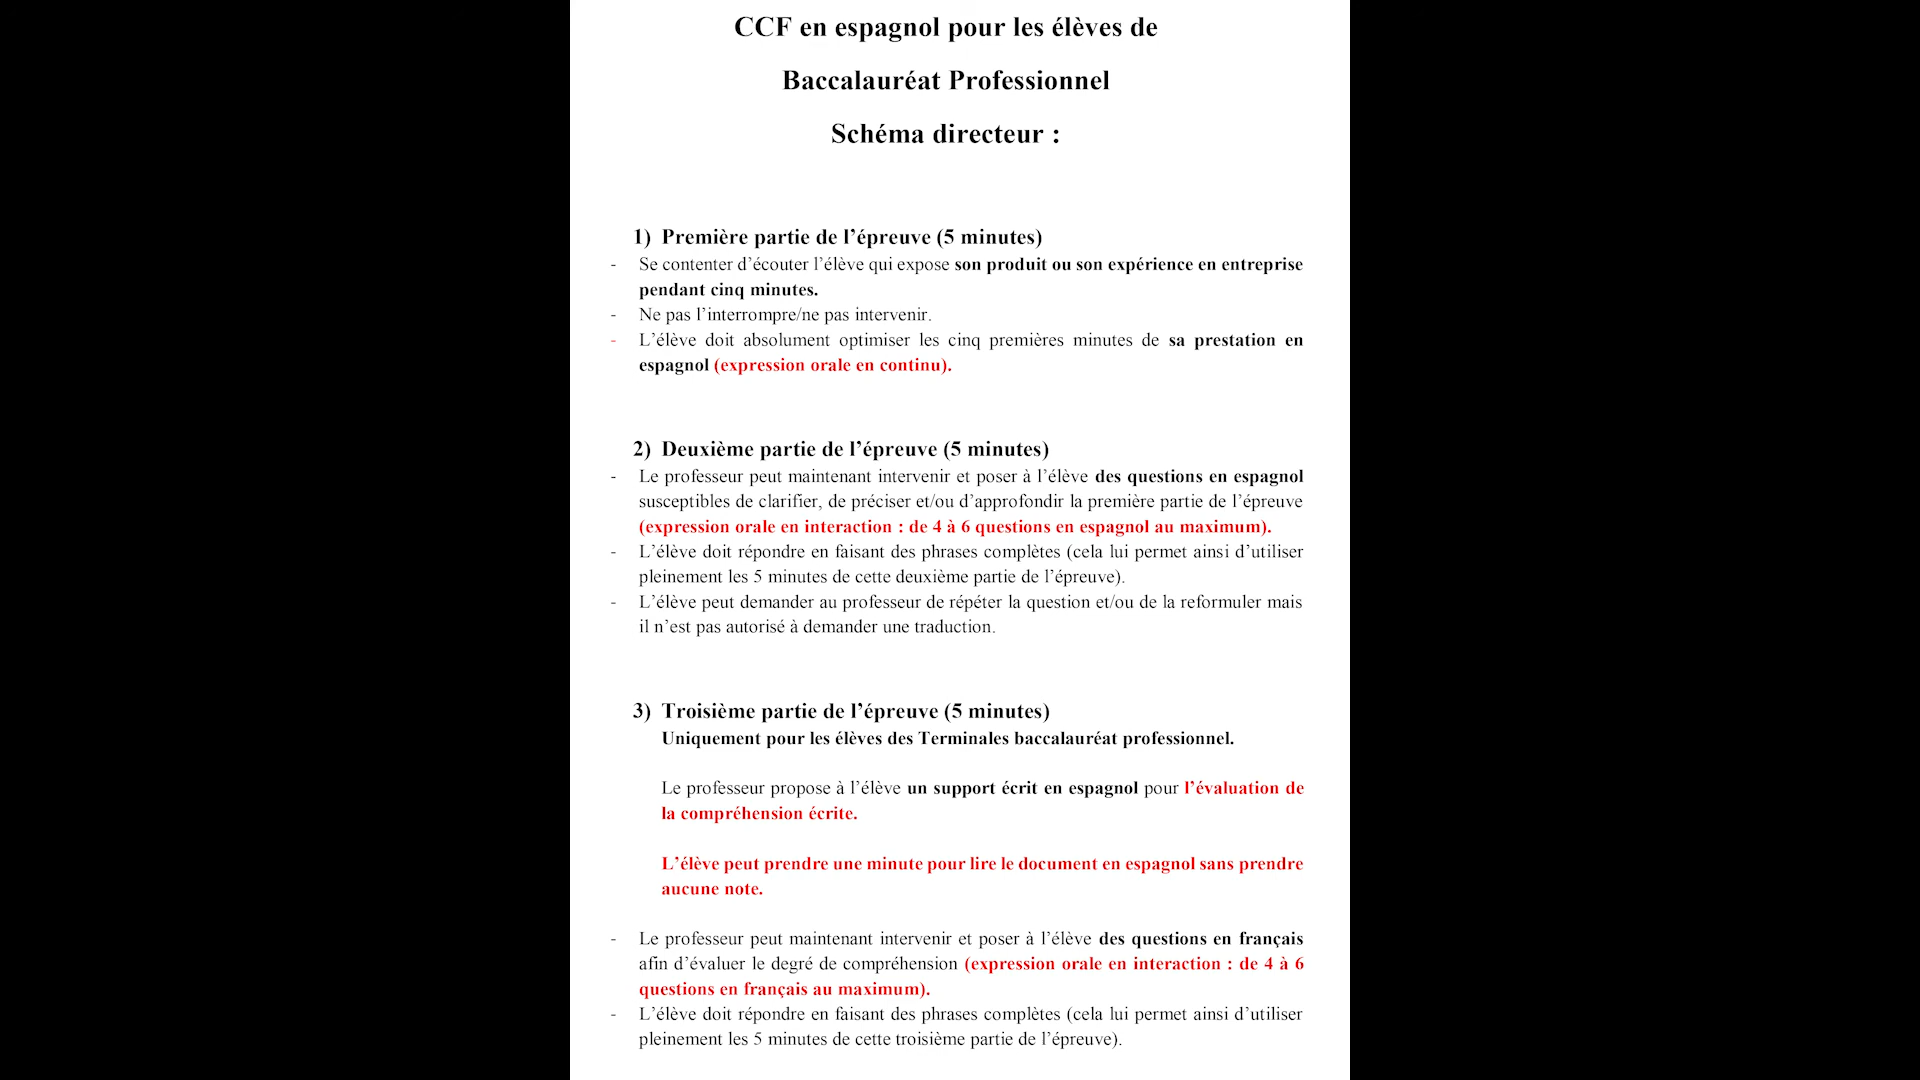 CCF en espagnol pour les élèves de
Baccalauréat Professionnel
Schéma directeur :
1) Première partie de l’épreuve (5 minutes)
- Se contenter d’écouter l’élève qui expose son produit ou son expérience en entreprise
pendant cinq minutes.
- Ne pas l’interrompre/ne pas intervenir.
- L’élève doit absolument optimiser les cinq premières minutes de sa prestation en
espagnol (expression orale en continu).
2) Deuxième partie de l’épreuve (5 minutes)
- Le professeur peut maintenant intervenir et poser à l’élève des questions en espagnol
susceptibles de clarifier, de préciser et/ou d’approfondir la première partie de l’épreuve
(expression orale en interaction : de 4 à 6 questions en espagnol au maximum).
- L’élève doit répondre en faisant des phrases complètes (cela lui permet ainsi d’utiliser
pleinement les 5 minutes de cette deuxième partie de l’épreuve).
- L’élève peut demander au professeur de répéter la question et/ou de la reformuler mais
il n’est pas autorisé à demander une traduction.
3) Troisième partie de l’épreuve (5 minutes)
Uniquement pour les élèves des Terminales baccalauréat professionnel.
Le professeur propose à l’élève un support écrit en espagnol pour l’évaluation de
la compréhension écrite.
L’élève peut prendre une minute pour lire le document en espagnol sans prendre
aucune note.
- Le professeur peut maintenant intervenir et poser à l’élève des questions en français
afin d’évaluer le degré de compréhension (expression orale en interaction : de 4 à 6
questions en français au maximum).
- L’élève doit répondre en faisant des phrases complètes (cela lui permet ainsi d’utiliser
pleinement les 5 minutes de cette troisième partie de l’épreuve).